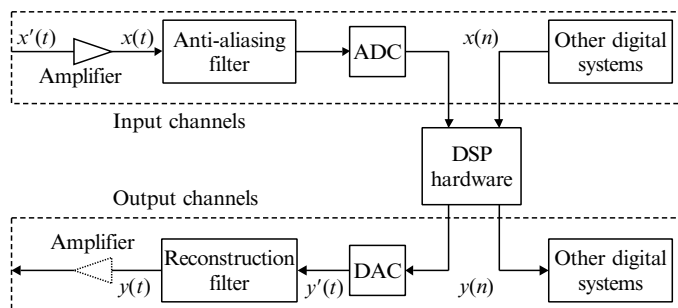 x′(t)
x(t)
Anti-aliasing
filter
ADC
x(n)
Other digital
systems
Amplifier
Input channels
DSP
hardware
Output channels
Amplifier
y(t)
Reconstruction
filter
y′(t)
DAC
y(n)
Other digital
systems